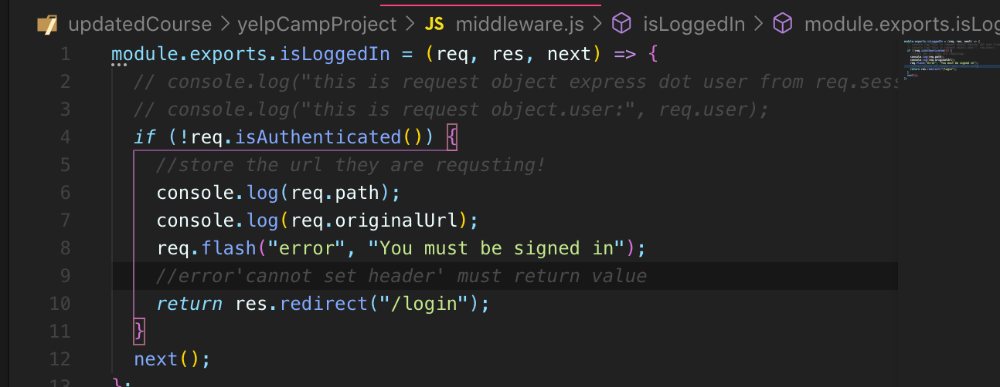 updatedCourse > yelpCampProject > JS middleware.js > isLoggedIn > module.exports.isLog
1 module.exports.isLoggedIn = (req, res, next) => {
2 // console.log("this is request object express dot user from req.sess
3 // console.log("this is request object.user:", req.user);
4 if (!req.isAuthenticated()) {
5 //store the url they are requsting!
6 console.log(req.path);
7 console.log(req.originalUrl);
8 req.flash("error", "You must be signed in");
9 //error'cannot set header' must return value
10 return res.redirect("/login");
11 }
12 next();
13 };